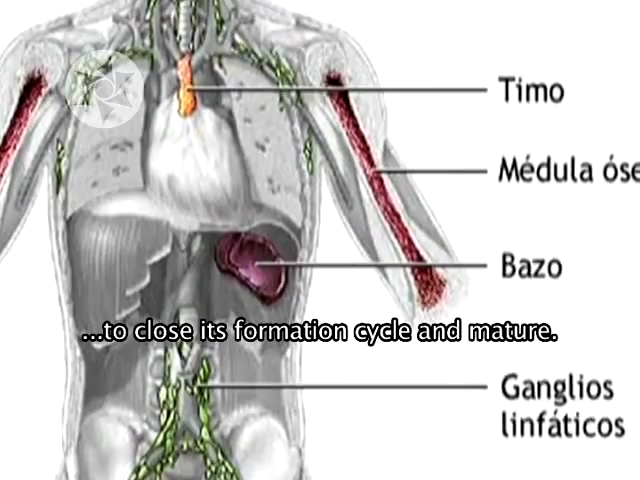 Timo
Médula óse
Bazo
...to close its formation cycle and mature.
Ganglios
linfáticos